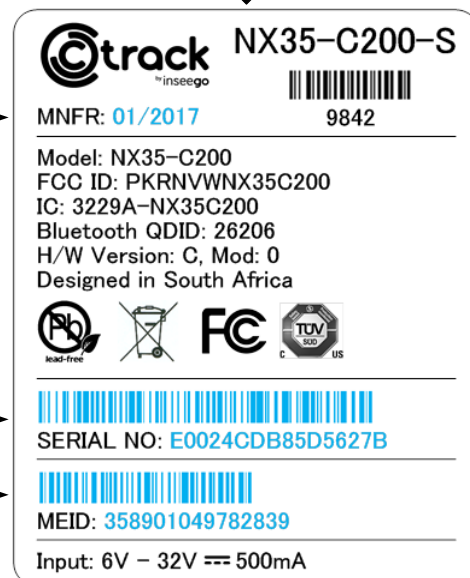 Ctrack NX35-C200-S
by inseego
9842
MNFR: 01/2017
Model: NX35-C200
FCC ID: PKRNVWNX35C200
IC: 3229A-NX35C200
Bluetooth QDID: 26206
H/W Version: C, Mod: 0
Designed in South Africa
Pb
lead-free
FC
TÜV
SÜD
C US
SERIAL NO: E0024CDB85D5627B
MEID: 358901049782839
Input: 6V – 32V ⎓ 500mA